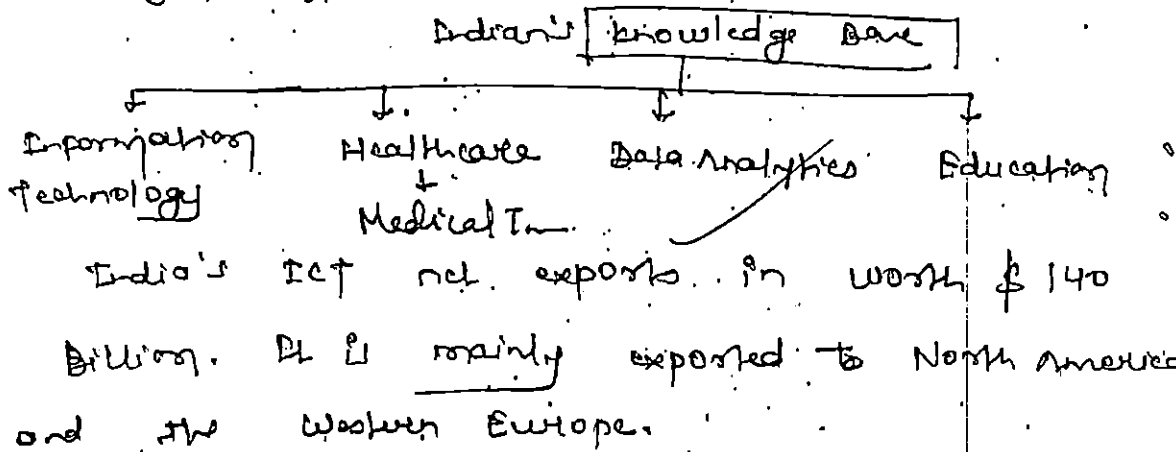 Indian's knowledge Base
Information Healthcare Data Analytics Education
Technology
Medical T
India's ICT net exports in worth $ 140
Billion. It is mainly exported to North America
and the Western Europe.